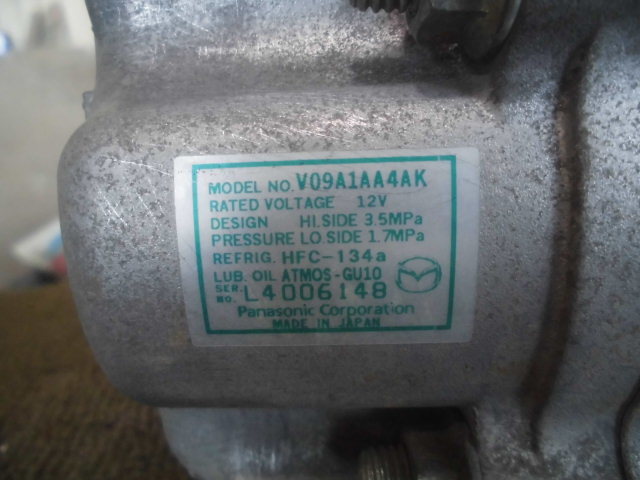 MODEL NO. V09A1AA4AK
RATED VOLTAGE 12V
DESIGN HI.SIDE 3.5MPa
PRESSURE LO.SIDE 1.7MPa
REFRIG. HFC-134a
LUB. OIL ATMOS-GU10
SER. NO. L4006148
Panasonic Corporation
MADE IN JAPAN